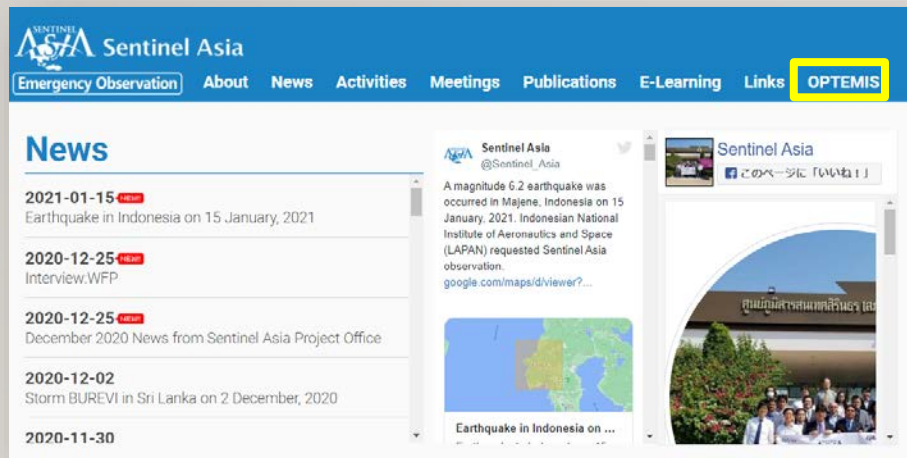 SENTINEL
ASIA
Sentinel Asia
Emergency Observation
About
News
Activities
Meetings
Publications
E-Learning
Links
OPTEMIS
News
2021-01-15 NEW!
Earthquake in Indonesia on 15 January, 2021
2020-12-25 NEW!
Interview:WFP
2020-12-25 NEW!
December 2020 News from Sentinel Asia Project Office
2020-12-02
Storm BUREVI in Sri Lanka on 2 December, 2020
2020-11-30
Sentinel Asia
@Sentinel_Asia
A magnitude 6.2 earthquake was
occurred in Majene, Indonesia on 15
January, 2021. Indonesian National
Institute of Aeronautics and Space
(LAPAN) requested Sentinel Asia
observation.
google.com/maps/d/viewer?...
Earthquake in Indonesia on ...
Sentinel Asia
このページに「いいね！」